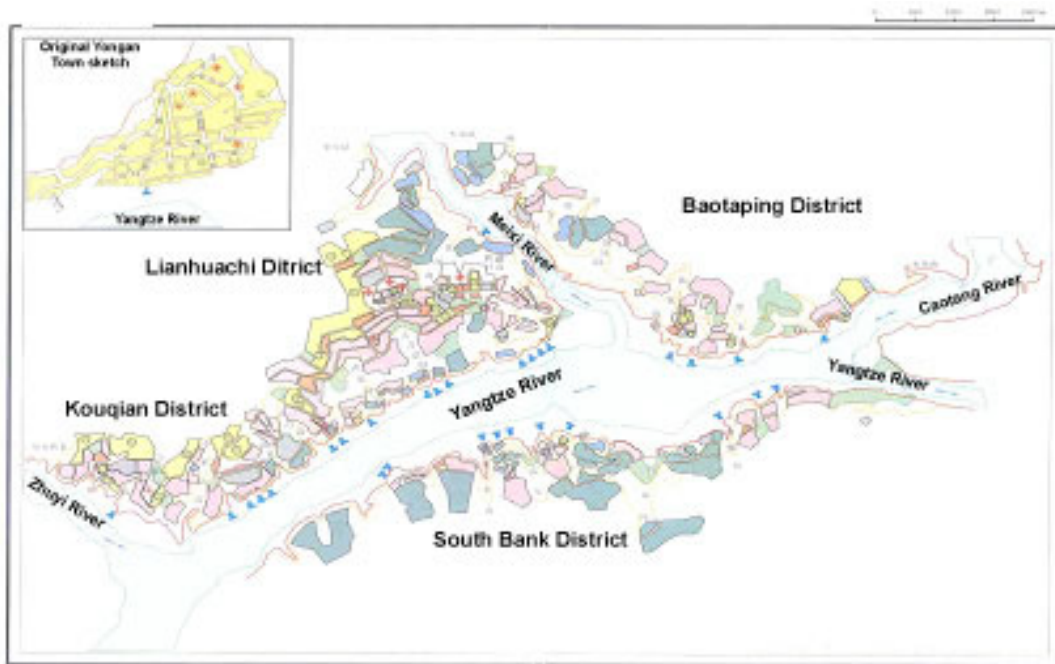 Original Yongan
Town sketch
Yangtze River
Baotaping District
Meixi River
Lianhuachi Ditrict
Caotang River
Yangtze River
Yangtze River
Kouqian District
Zhuyi River
South Bank District